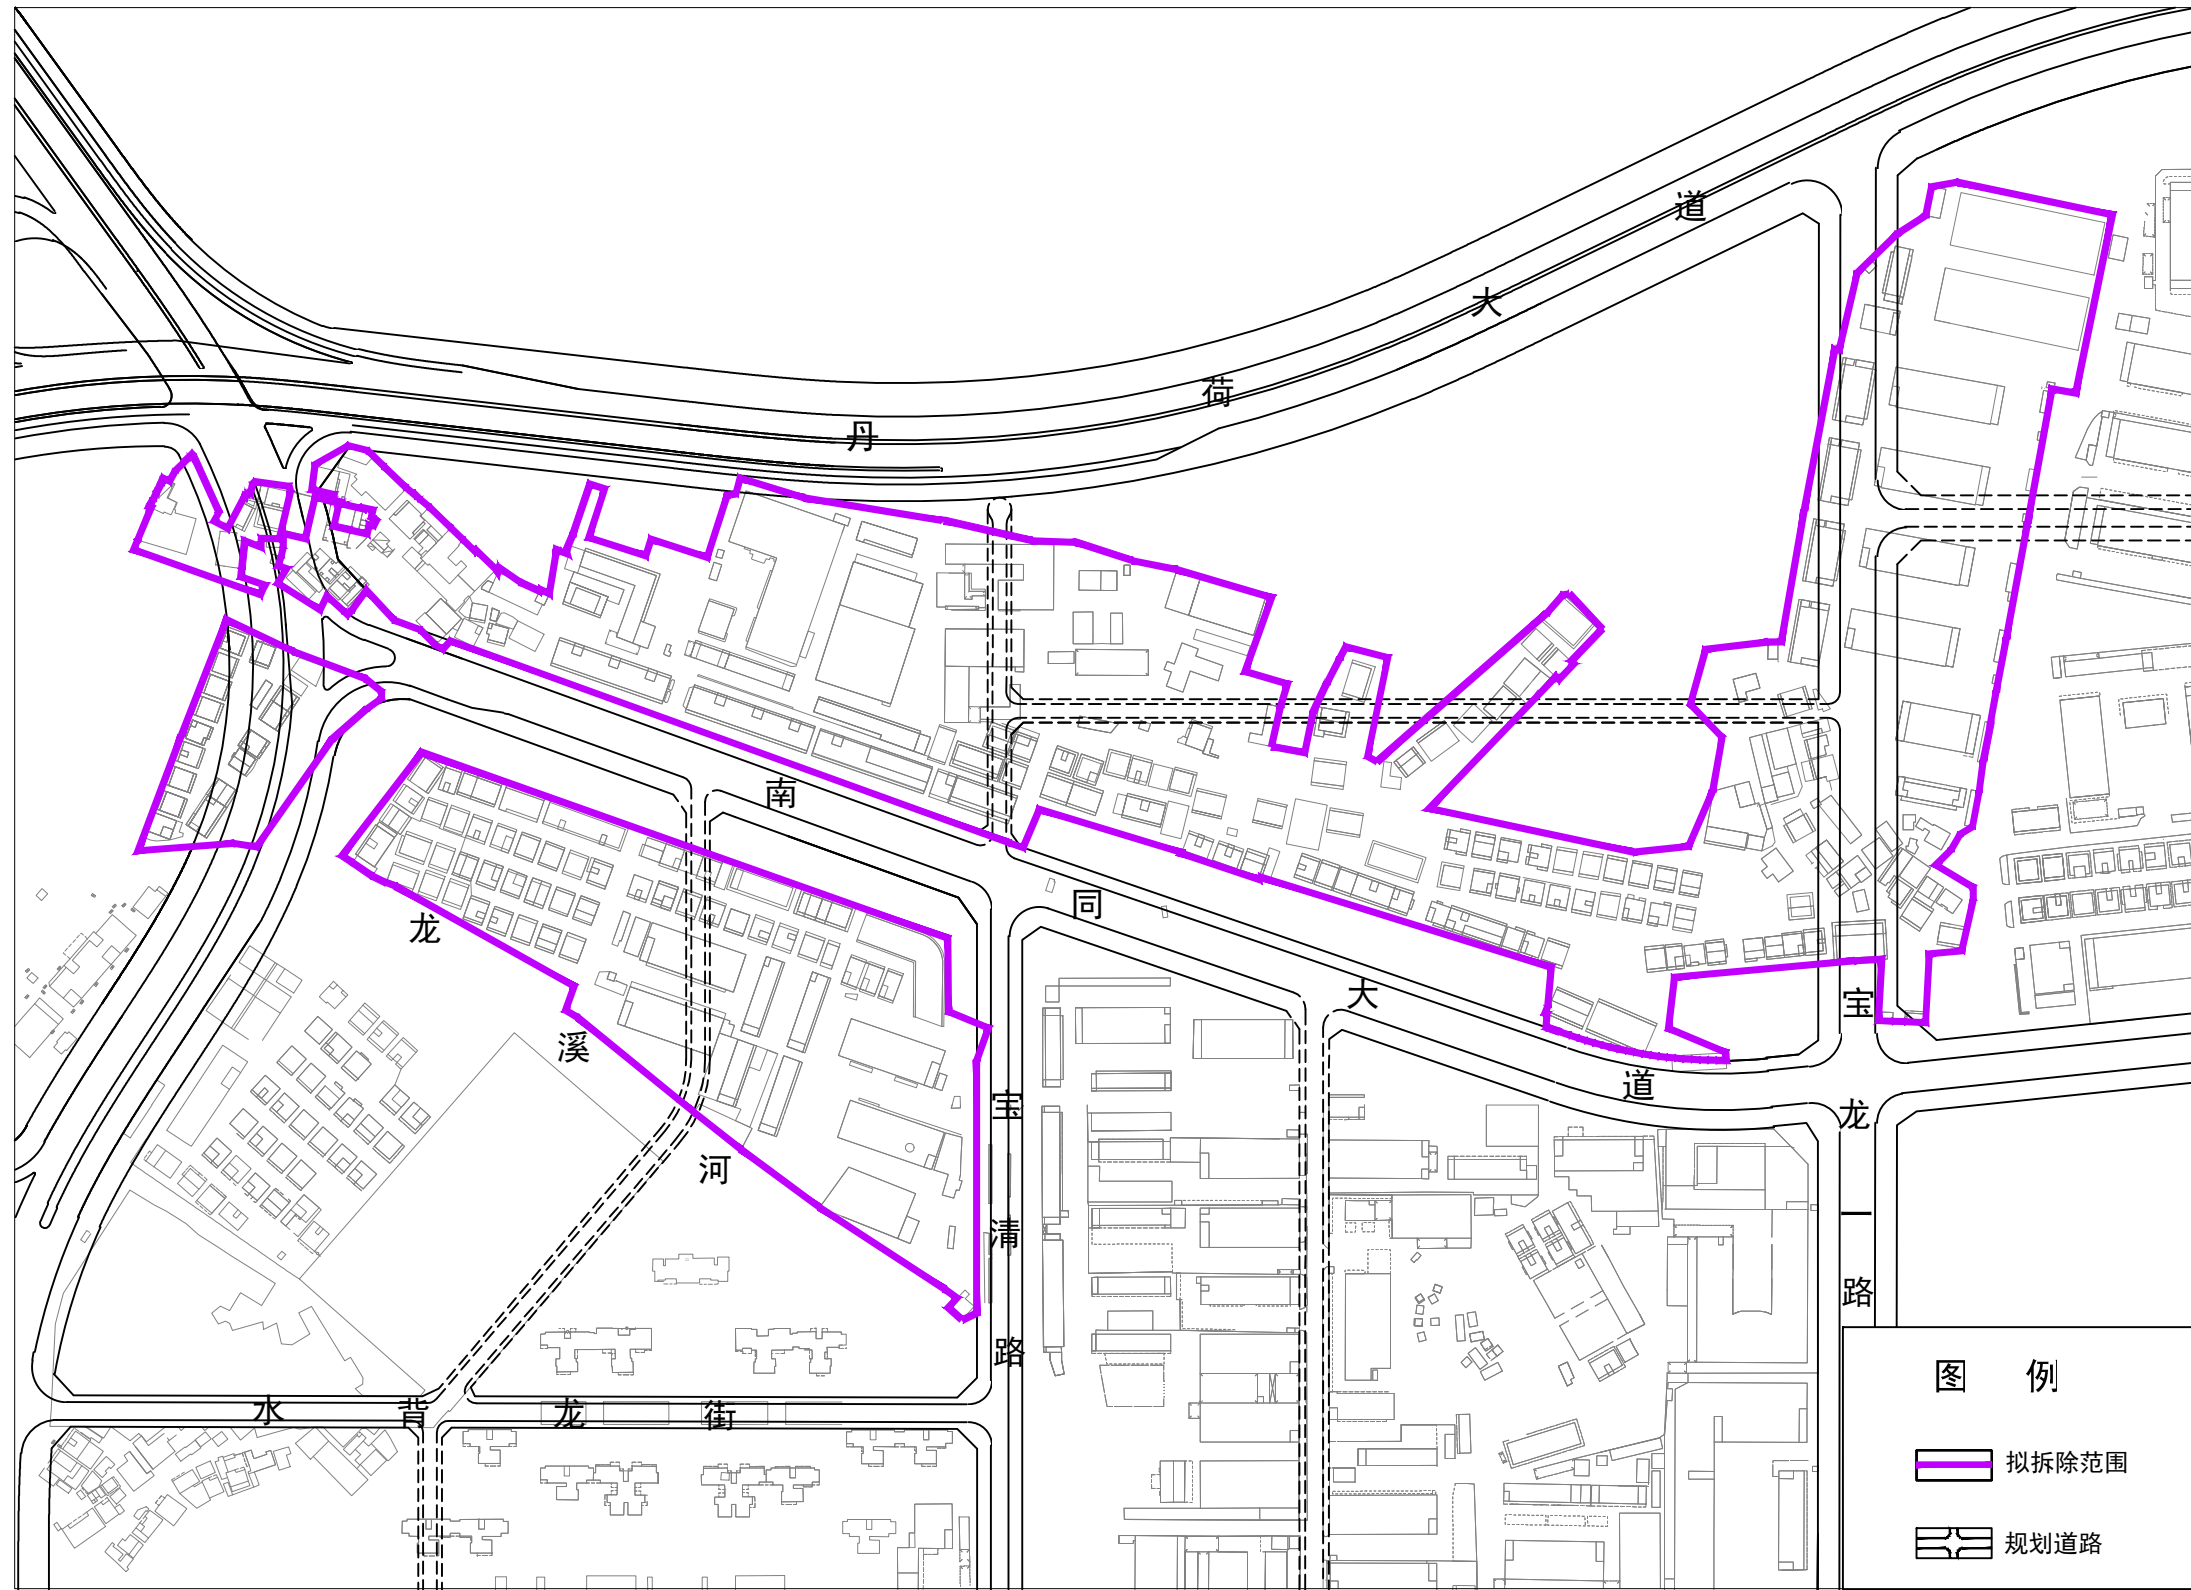 丹荷大道
南同大道
龙溪河
宝清路
宝龙一路
水背龙街
图 例
拟拆除范围
规划道路